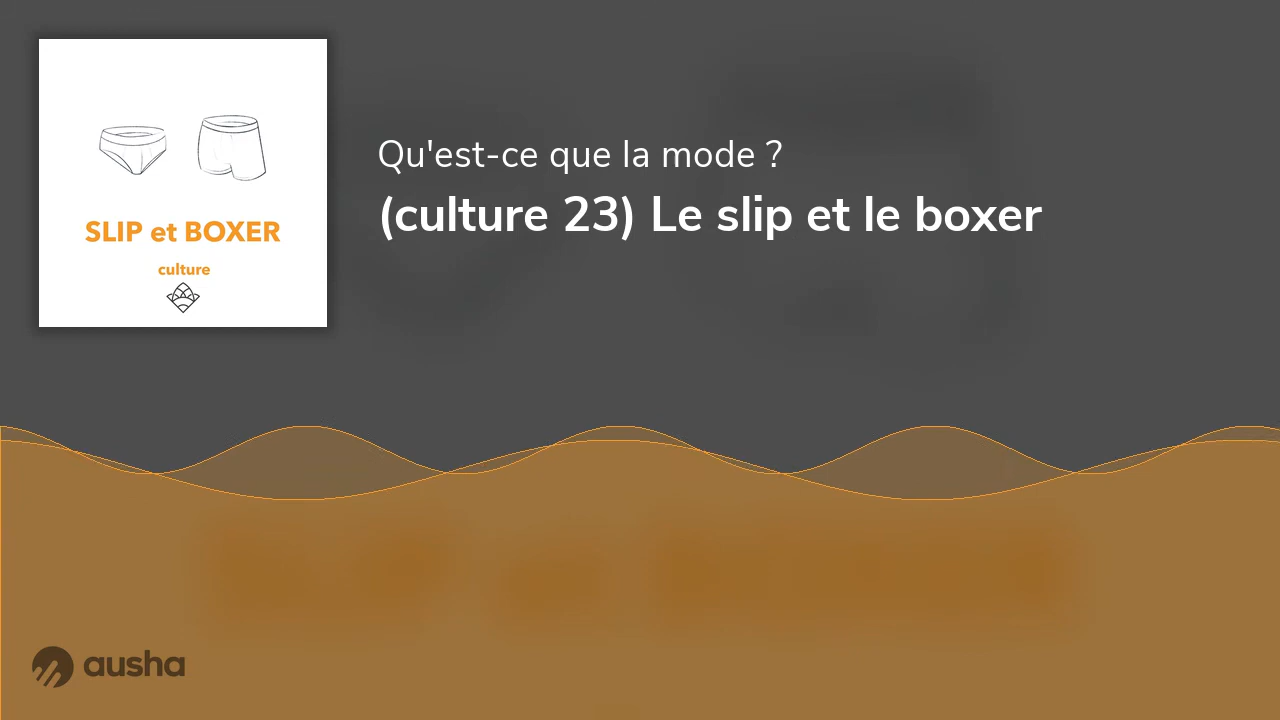 SLIP et BOXER
culture
Qu'est-ce que la mode ?
(culture 23) Le slip et le boxer
ausha